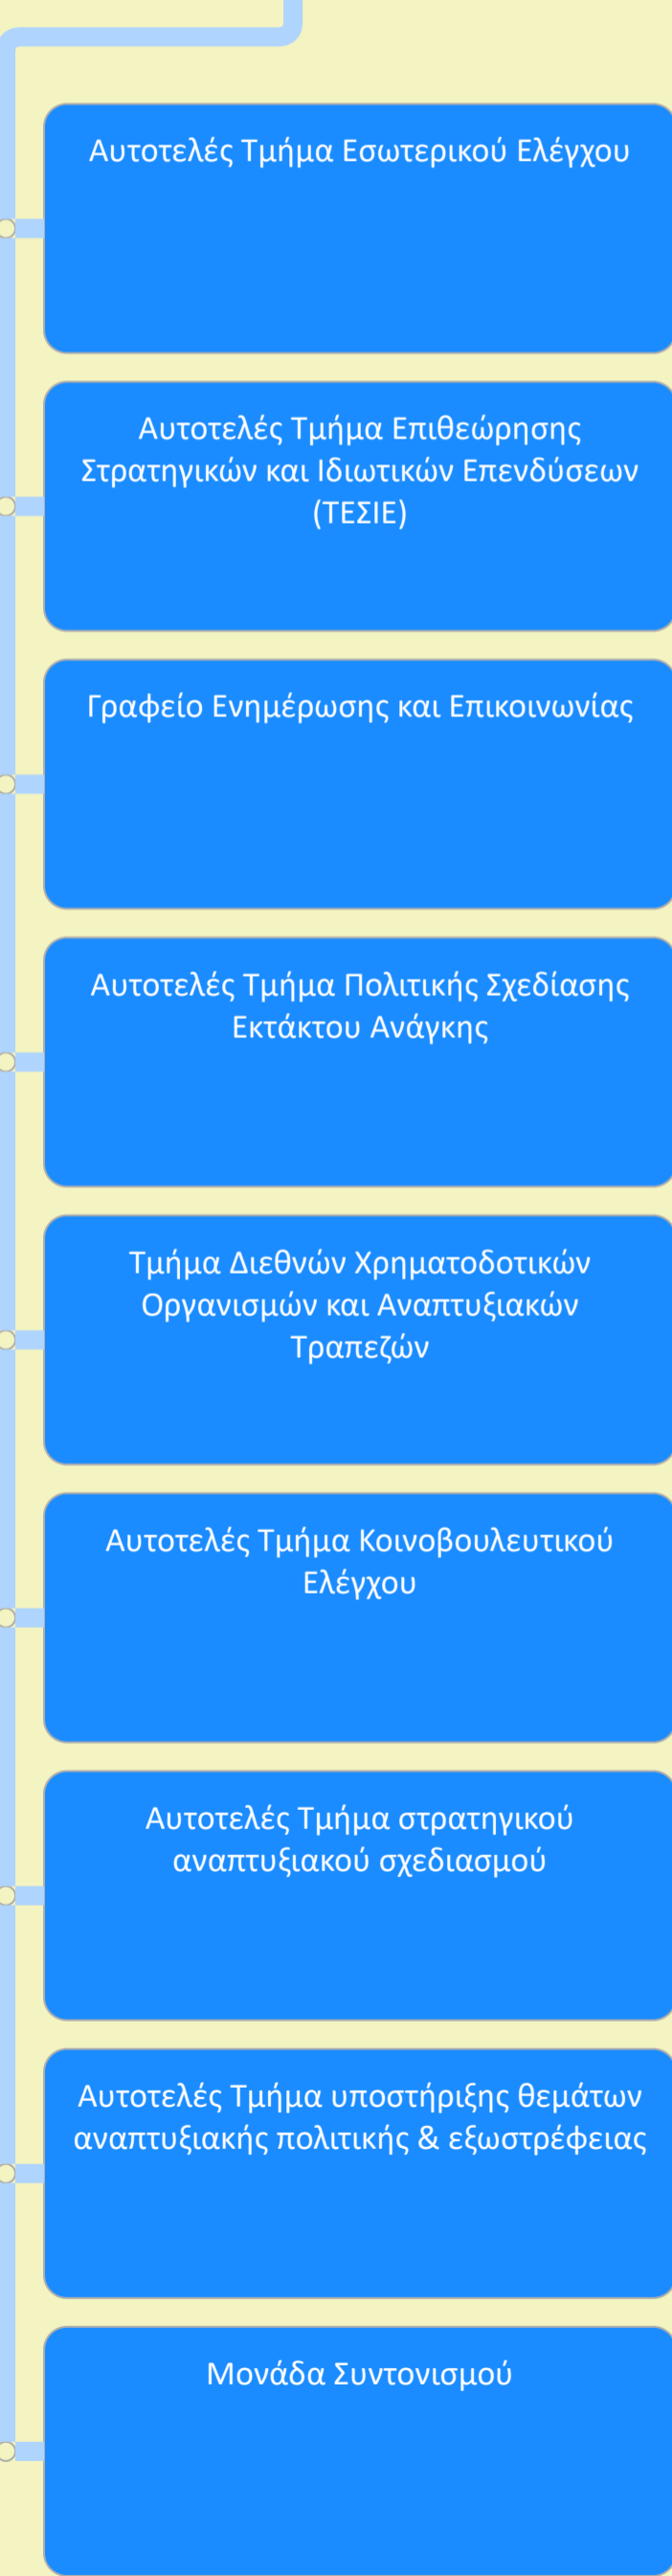 Αυτοτελές Τμήμα Εσωτερικού Ελέγχου
Αυτοτελές Τμήμα Επιθεώρησης
Στρατηγικών και Ιδιωτικών Επενδύσεων
(ΤΕΣΙΕ)
Γραφείο Ενημέρωσης και Επικοινωνίας
Αυτοτελές Τμήμα Πολιτικής Σχεδίασης
Εκτάκτου Ανάγκης
Τμήμα Διεθνών Χρηματοδοτικών
Οργανισμών και Αναπτυξιακών
Τραπεζών
Αυτοτελές Τμήμα Κοινοβουλευτικού
Ελέγχου
Αυτοτελές Τμήμα στρατηγικού
αναπτυξιακού σχεδιασμού
Αυτοτελές Τμήμα υποστήριξης θεμάτων
αναπτυξιακής πολιτικής & εξωστρέφειας
Μονάδα Συντονισμού